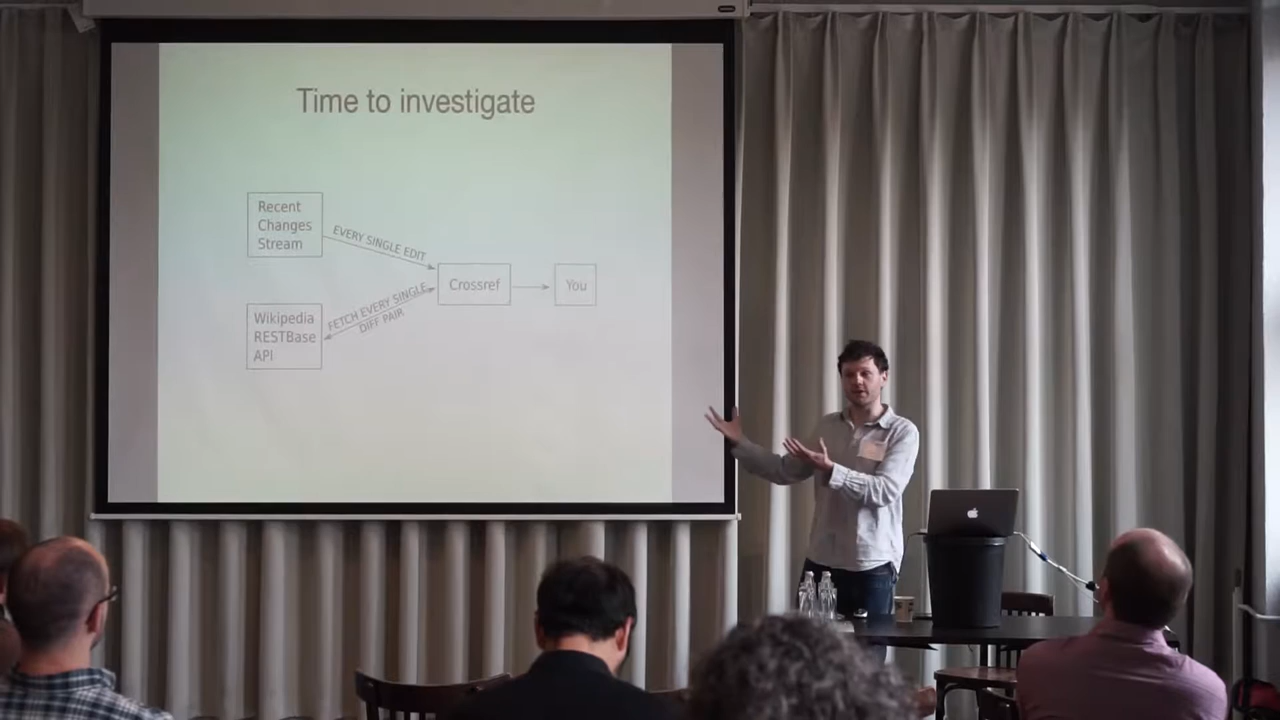 Time to investigate
Recent
Changes
Stream
EVERY SINGLE EDIT
Crossref
You
FETCH EVERY SINGLE
DIFF PAIR
Wikipedia
RESTBase
API